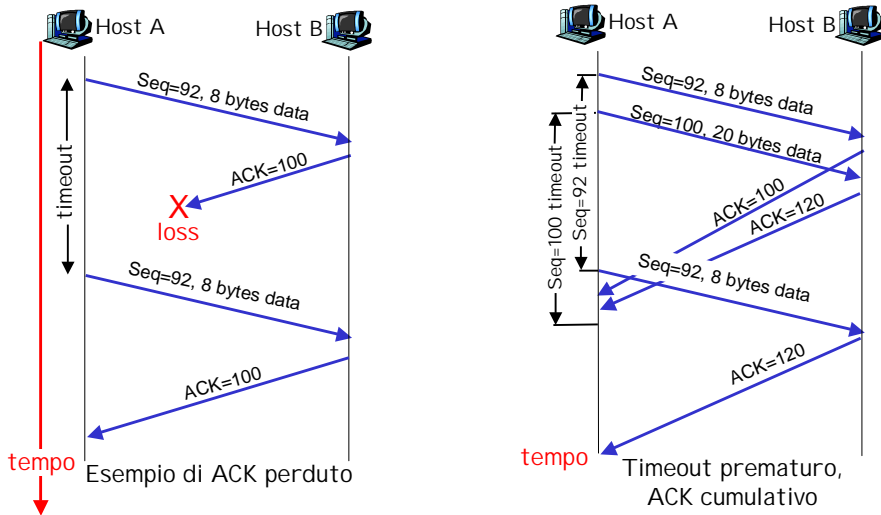 Host A
Host B
Seq=92, 8 bytes data
timeout
ACK=100
X
loss
Seq=92, 8 bytes data
ACK=100
tempo
Esempio di ACK perduto
Host A
Host B
Seq=92, 8 bytes data
Seq=100, 20 bytes data
Seq=92 timeout
Seq=100 timeout
ACK=100
ACK=120
Seq=92, 8 bytes data
ACK=120
tempo
Timeout prematuro,
ACK cumulativo